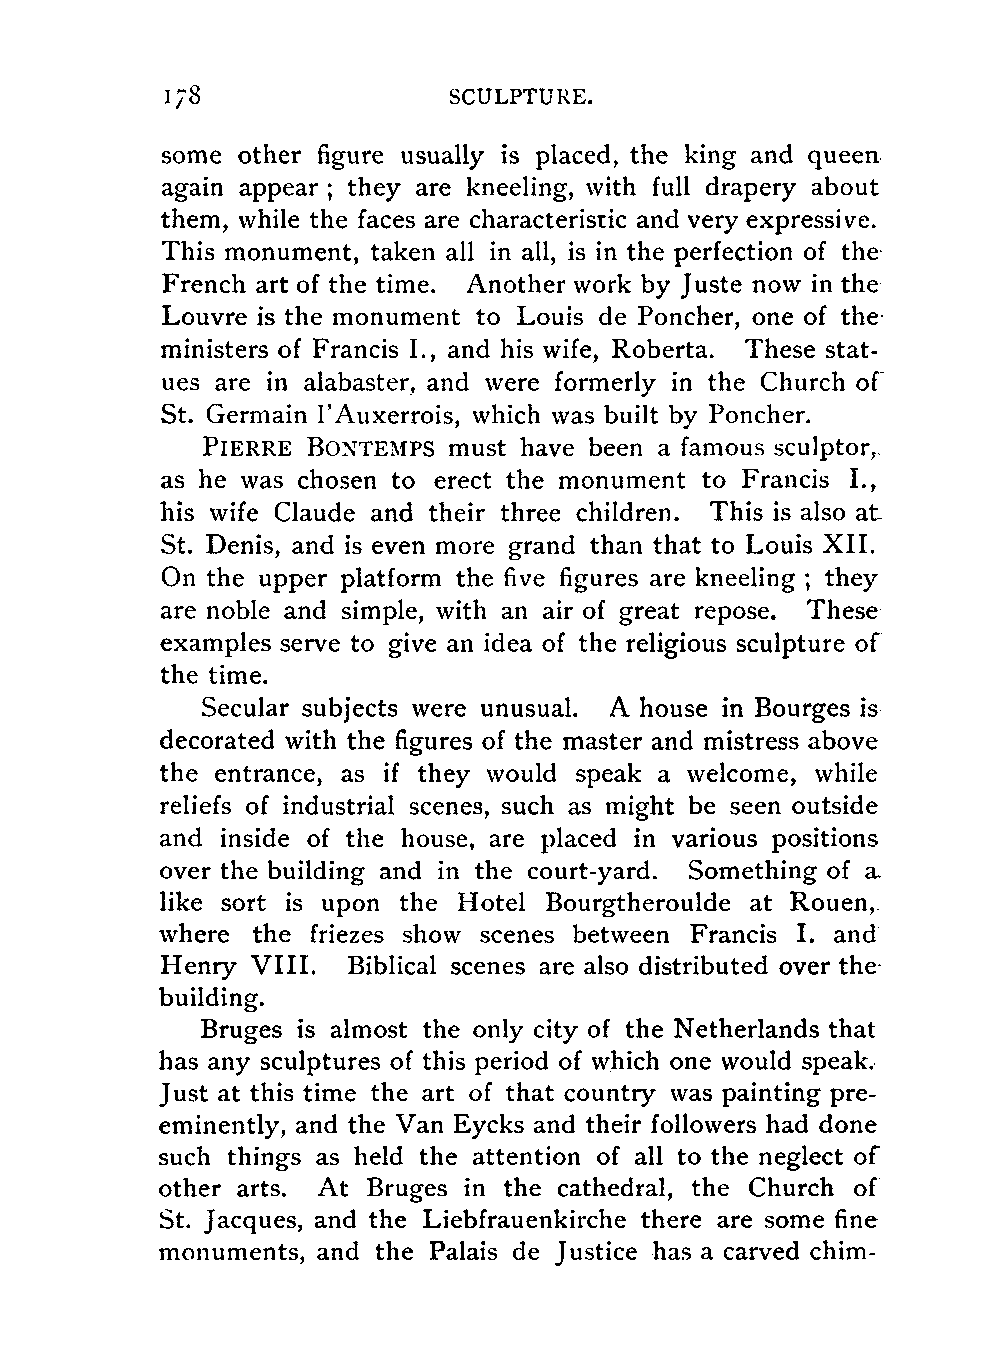 178 SCULPTURE.
some other figure usually is placed, the king and queen
again appear ; they are kneeling, with full drapery about
them, while the faces are characteristic and very expressive.
This monument, taken all in all, is in the perfection of the
French art of the time. Another work by Juste now in the
Louvre is the monument to Louis de Poncher, one of the
ministers of Francis I., and his wife, Roberta. These stat-
ues are in alabaster, and were formerly in the Church of
St. Germain l'Auxerrois, which was built by Poncher.
PIERRE BONTEMPS must have been a famous sculptor,
as he was chosen to erect the monument to Francis I.,
his wife Claude and their three children. This is also at
St. Denis, and is even more grand than that to Louis XII.
On the upper platform the five figures are kneeling ; they
are noble and simple, with an air of great repose. These
examples serve to give an idea of the religious sculpture of
the time.
Secular subjects were unusual. A house in Bourges is
decorated with the figures of the master and mistress above
the entrance, as if they would speak a welcome, while
reliefs of industrial scenes, such as might be seen outside
and inside of the house, are placed in various positions
over the building and in the court-yard. Something of a
like sort is upon the Hotel Bourgtheroulde at Rouen,
where the friezes show scenes between Francis I. and
Henry VIII. Biblical scenes are also distributed over the
building.
Bruges is almost the only city of the Netherlands that
has any sculptures of this period of which one would speak.
Just at this time the art of that country was painting pre-
eminently, and the Van Eycks and their followers had done
such things as held the attention of all to the neglect of
other arts. At Bruges in the cathedral, the Church of
St. Jacques, and the Liebfrauenkirche there are some fine
monuments, and the Palais de Justice has a carved chim-